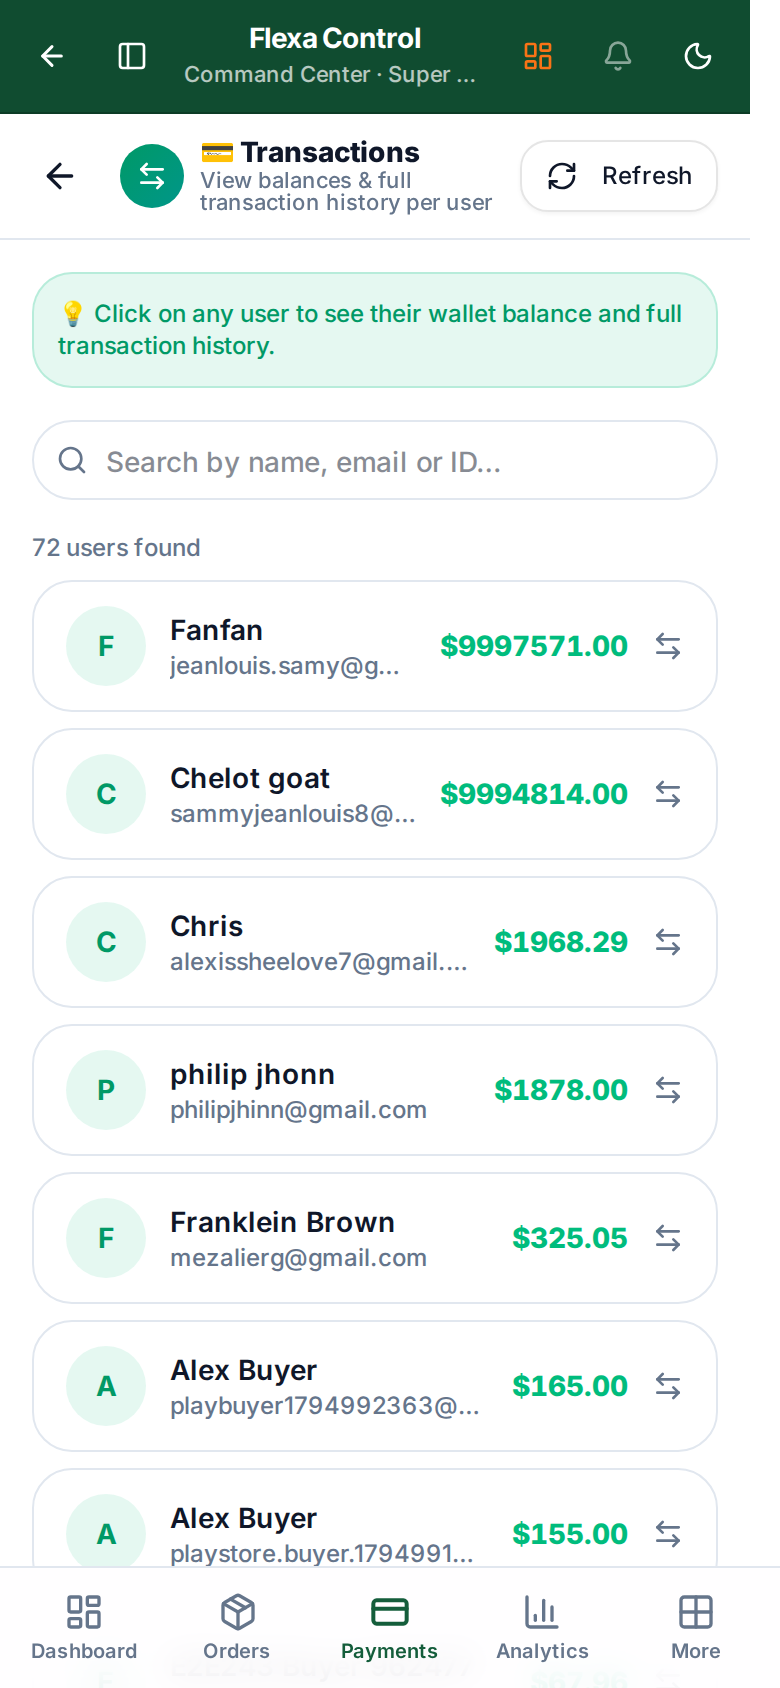 Flexa Control
Command Center · Super ...
💳 Transactions
View balances & full
transaction history per user
Refresh
💡 Click on any user to see their wallet balance and full
transaction history.
Search by name, email or ID...
72 users found
F
Fanfan
jeanlouis.samy@g...
$9997571.00
C
Chelot goat
sammyjeanlouis8@...
$9994814.00
C
Chris
alexissheelove7@gmail....
$1968.29
P
philip jhonn
philipjhinn@gmail.com
$1878.00
F
Franklein Brown
mezalierg@gmail.com
$325.05
A
Alex Buyer
playbuyer1794992363@...
$165.00
A
Alex Buyer
playstore.buyer.1794991...
$155.00
Dashboard
Orders
Payments
Analytics
More